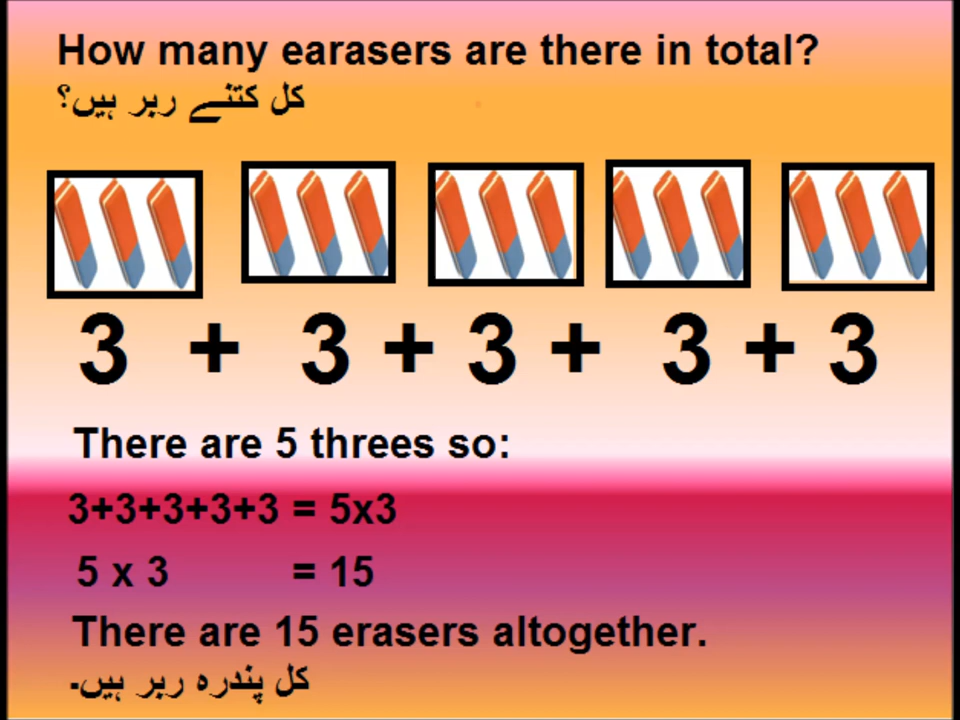 How many earasers are there in total?
کل کتنے ربر ہیں؟
3 + 3 + 3 + 3 + 3
There are 5 threes so:
3+3+3+3+3 = 5x3
5 x 3 = 15
There are 15 erasers altogether.
کل پندرہ ربر ہیں۔